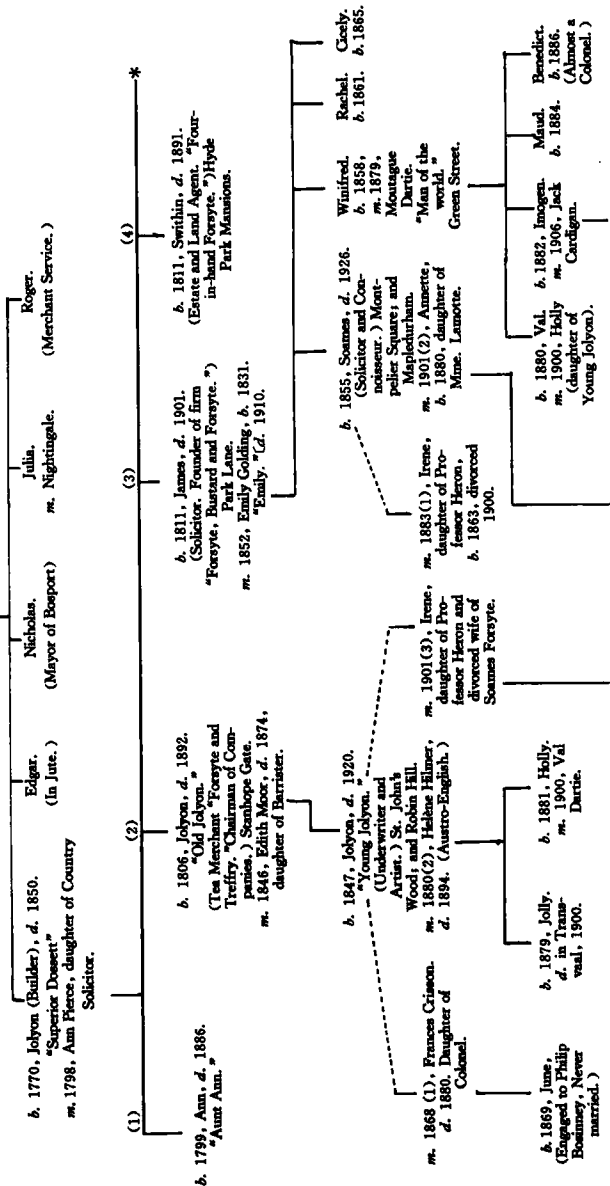 b. 1770, Jolyon (Builder), d. 1850.
"Superior Dossett"
m. 1798, Ann Pierce, daughter of Country
Solicitor.
Edgar.
(In Jute.)
Nicholas.
(Mayor of Bosport)
Julia.
m. Nightingale.
Roger.
(Merchant Service.)
(1)
(2)
(3)
(4)
*
b. 1799, Ann, d. 1886.
"Aunt Ann."
b. 1806, Jolyon, d. 1892.
"Old Jolyon."
(Tea Merchant "Forsyte and
Treffry. "Chairman of Com-
panies.) Stanhope Gate.
m. 1846, Edith Moor, d. 1874,
daughter of Barrister.
b. 1811, James, d. 1901.
(Solicitor. Founder of firm
"Forsyte, Bustard and Forsyte.")
Park Lane.
m. 1852, Emily Golding, b. 1831.
"Emily. "(d. 1910.
b. 1811, Swithin, d. 1891.
(Estate and Land Agent. "Four-
in-hand Forsyte. ")Hyde
Park Mansions.
b. 1847, Jolyon, d. 1920.
"Young Jolyon."
(Underwriter and
Artist.) St. John's
Wood; and Robin Hill.
m. 1880(2), Helène Hilmer,
d. 1894. (Austro-English.)
m. 1868 (1), Frances Crisson.
d. 1880. Daughter of
Colonel.
m. 1901(3), Irene,
daughter of Pro-
fessor Heron and
divorced wife of
Soames Forsyte
m. 1883(1), Irene,
daughter of Pro-
fessor Heron,
b. 1863, divorced
1900.
b. 1855, Soames, d. 1926.
(Solicitor and Con-
noisseur.) Mont-
pelier Square; and
Mapledurham.
m. 1901(2), Annette,
b. 1880, daughter of
Mme. Lamotte.
Winifred.
b. 1858,
m. 1879,
Moutague
Dartie.
"Man of the
world."
Green Street.
Rachel.
b. 1861.
Cicely.
b. 1865.
b. 1869, June,
(Engaged to Philip
Bosinney, Never
married.)
b. 1879, Jolly.
d. in Trans-
vaal, 1900.
b. 1881, Holly.
m. 1900, Val
Dartie.
b. 1880, Val.
m. 1900, Holly
(daughter of
Young Jolyon).
b. 1882, Imogen.
m. 1906, Jack
Cardigan.
Maud.
b. 1884.
Benedict.
b. 1886.
(Almost a
Colonel.)